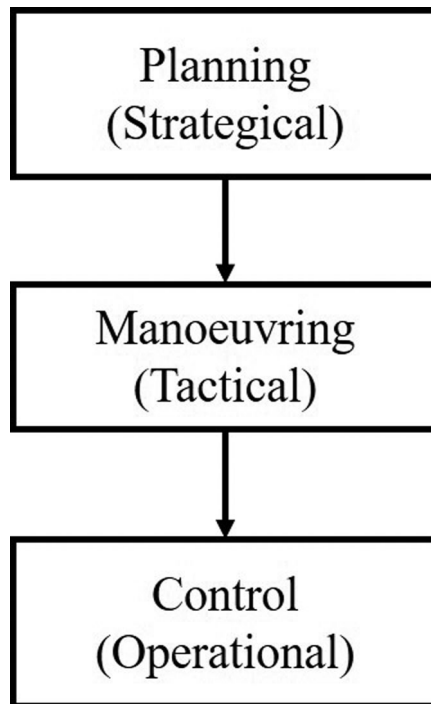 Planning
(Strategical)
Manoeuvring
(Tactical)
Control
(Operational)